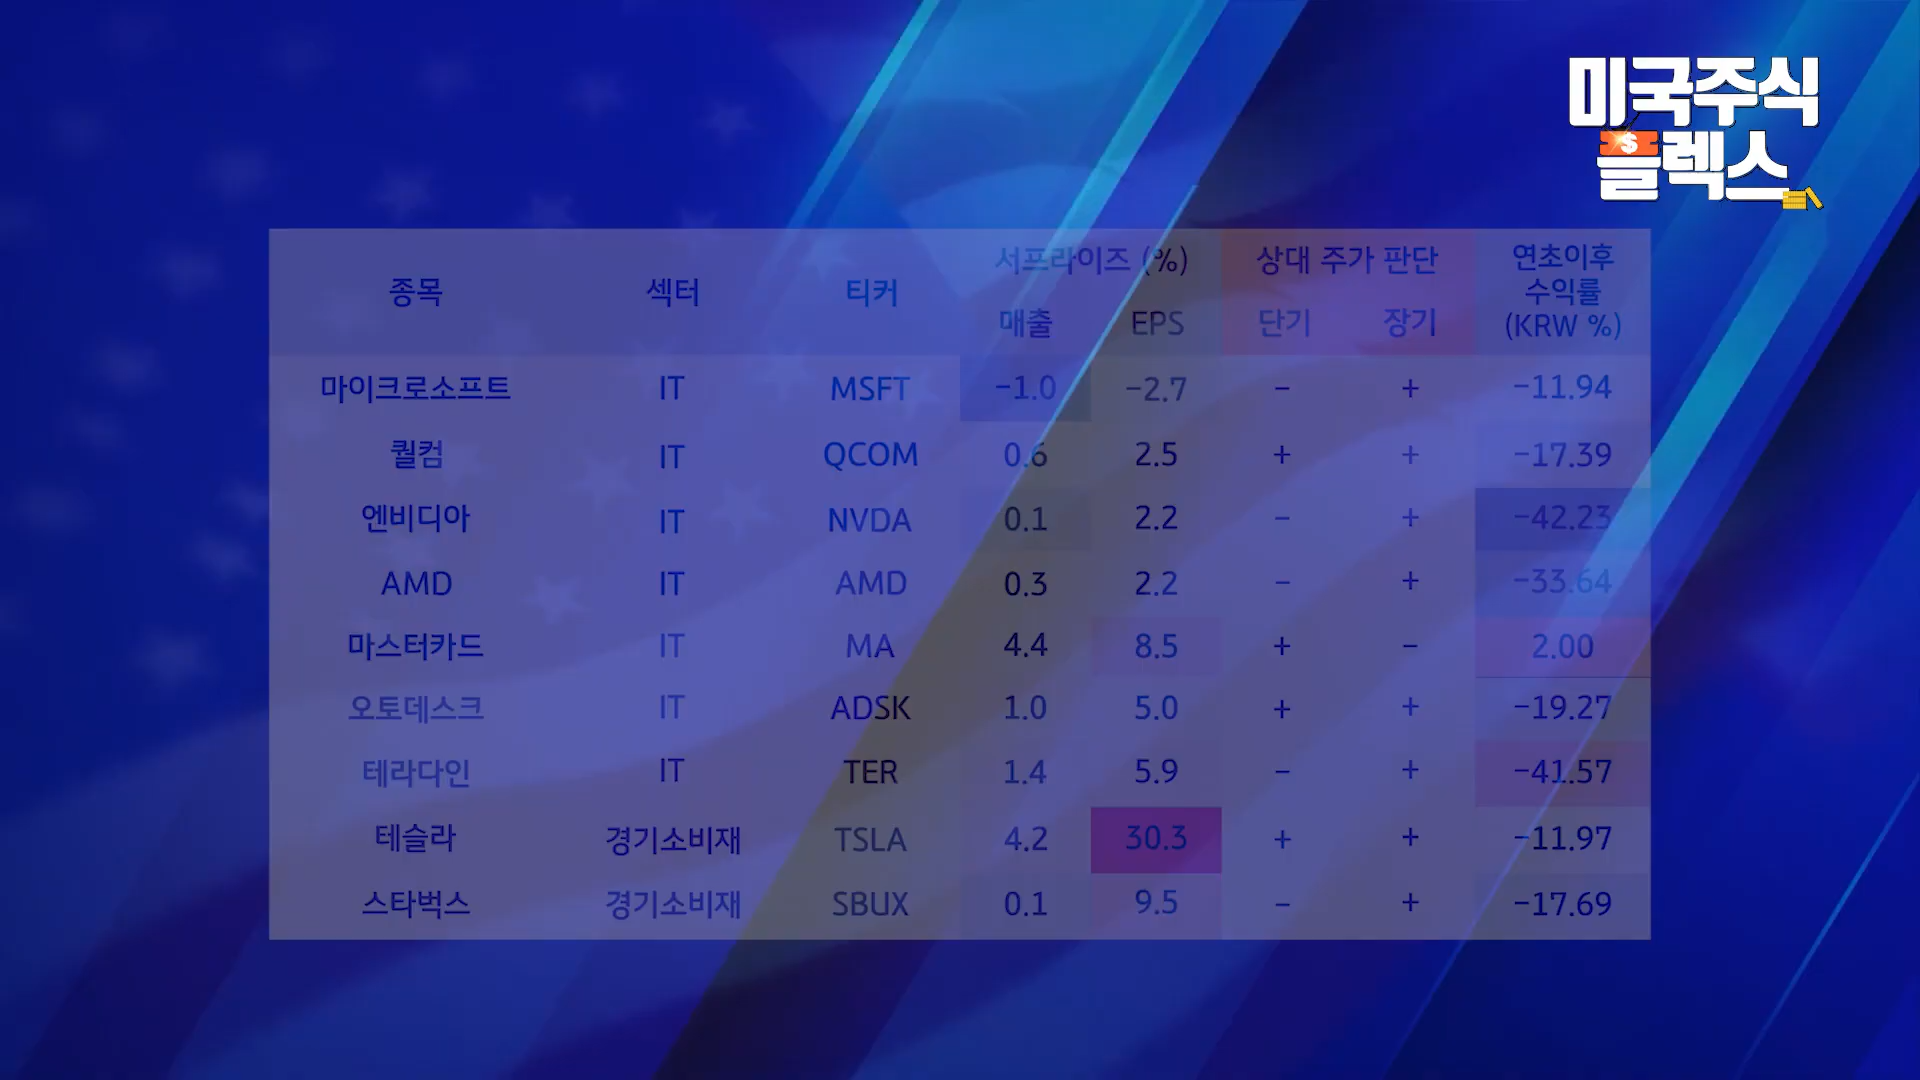 미국주식
플렉스
종목 섹터 티커 서프라이즈 (%) 상대 주가 판단 연초이후 수익률 (KRW %)
매출 EPS 단기 장기
마이크로소프트 IT MSFT -1.0 -2.7 - + -11.94
퀄컴 IT QCOM 0.6 2.5 + + -17.39
엔비디아 IT NVDA 0.1 2.2 - + -42.23
AMD IT AMD 0.3 2.2 - + -33.64
마스터카드 IT MA 4.4 8.5 + - 2.00
오토데스크 IT ADSK 1.0 5.0 + + -19.27
테라다인 IT TER 1.4 5.9 - + -41.57
테슬라 경기소비재 TSLA 4.2 30.3 + + -11.97
스타벅스 경기소비재 SBUX 0.1 9.5 - + -17.69